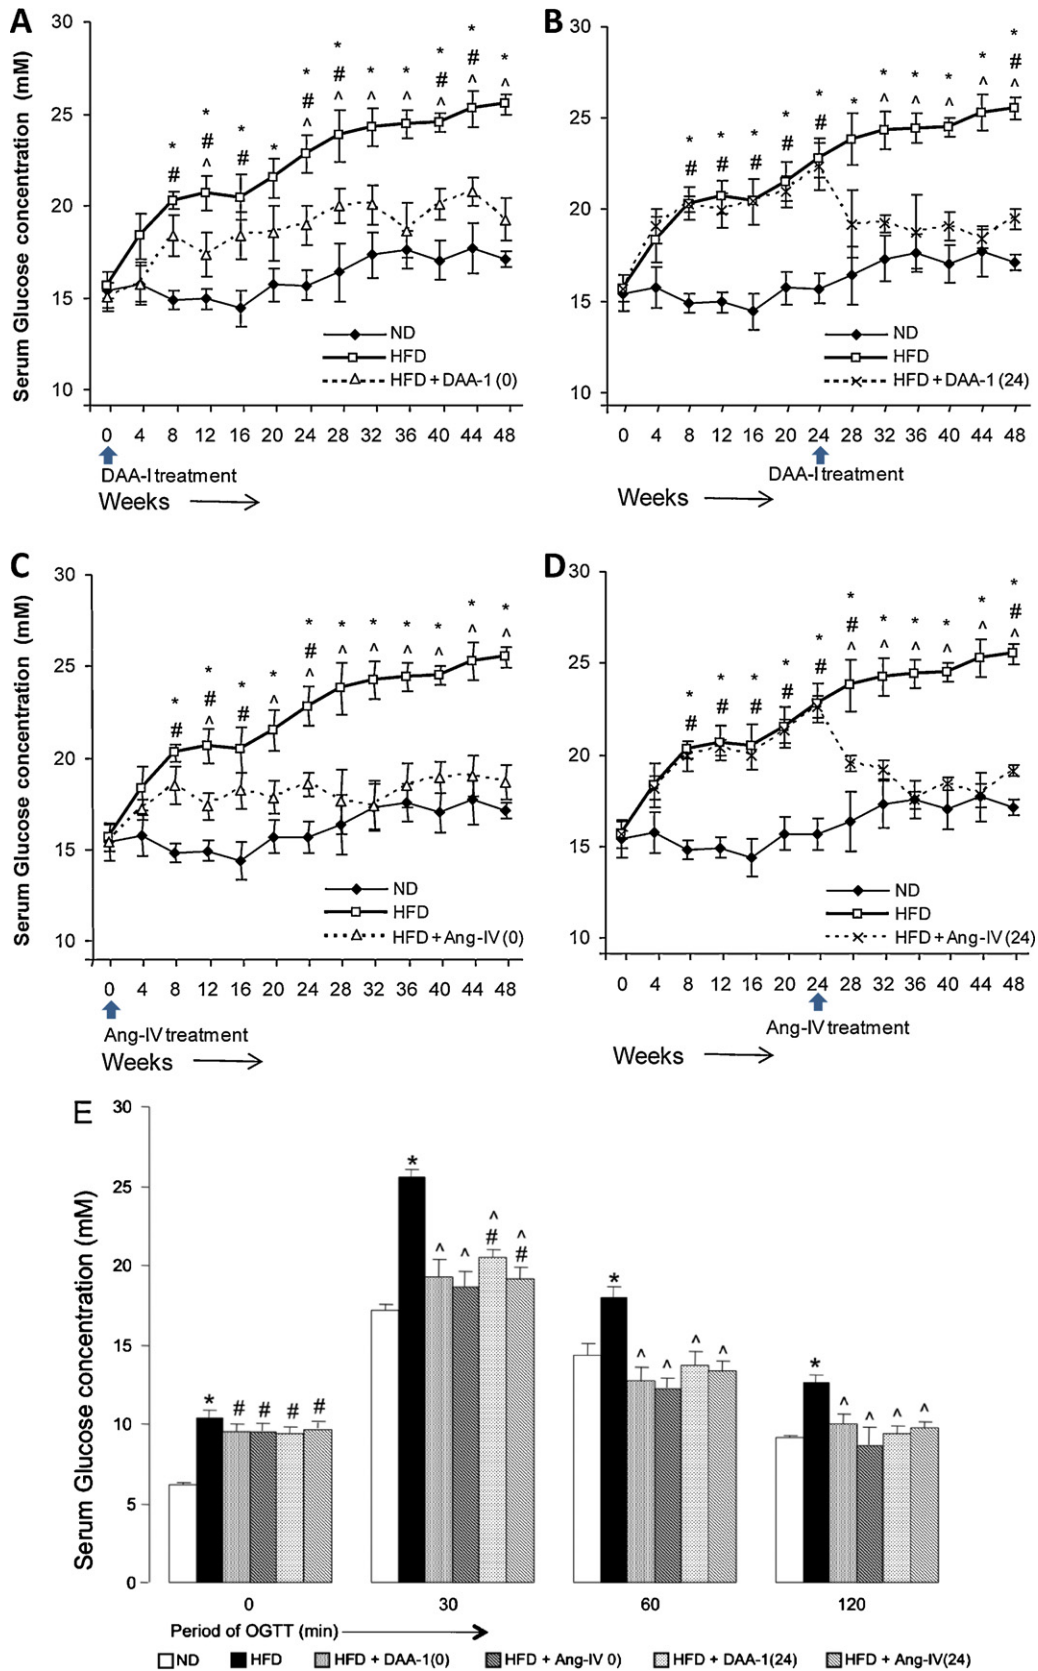 A
Serum Glucose concentration (mM)
30
25
20
15
10
* # * # ^ * # * * # ^ * # ^ * ^ * ^ * # ^ * # ^ * ^
ND
HFD
HFD + DAA-1 (0)
0 4 8 12 16 20 24 28 32 36 40 44 48
DAA-I treatment
Weeks
B
30
25
20
15
10
* # * # * # * # * # * * ^ * ^ * ^ * ^ * # ^
ND
HFD
HFD + DAA-1 (24)
0 4 8 12 16 20 24 28 32 36 40 44 48
DAA-I treatment
Weeks
C
Serum Glucose concentration (mM)
30
25
20
15
10
* # * # ^ * # * ^ * # ^ * ^ * ^ * ^ * ^ * ^ * ^
ND
HFD
HFD + Ang-IV (0)
0 4 8 12 16 20 24 28 32 36 40 44 48
Ang-IV treatment
Weeks
D
30
25
20
15
10
* # * # * # * # * # * # ^ * ^ * ^ * ^ * ^ * # ^
ND
HFD
HFD + Ang-IV (24)
0 4 8 12 16 20 24 28 32 36 40 44 48
Ang-IV treatment
Weeks
E
Serum Glucose concentration (mM)
30
25
20
15
10
5
0
* # # # #
* ^ ^ ^ # ^ #
* ^ ^ ^ ^
* ^ ^ ^ ^
0 30 60 120
Period of OGTT (min)
ND HFD HFD + DAA-1(0) HFD + Ang-IV 0) HFD + DAA-1(24) HFD + Ang-IV(24)